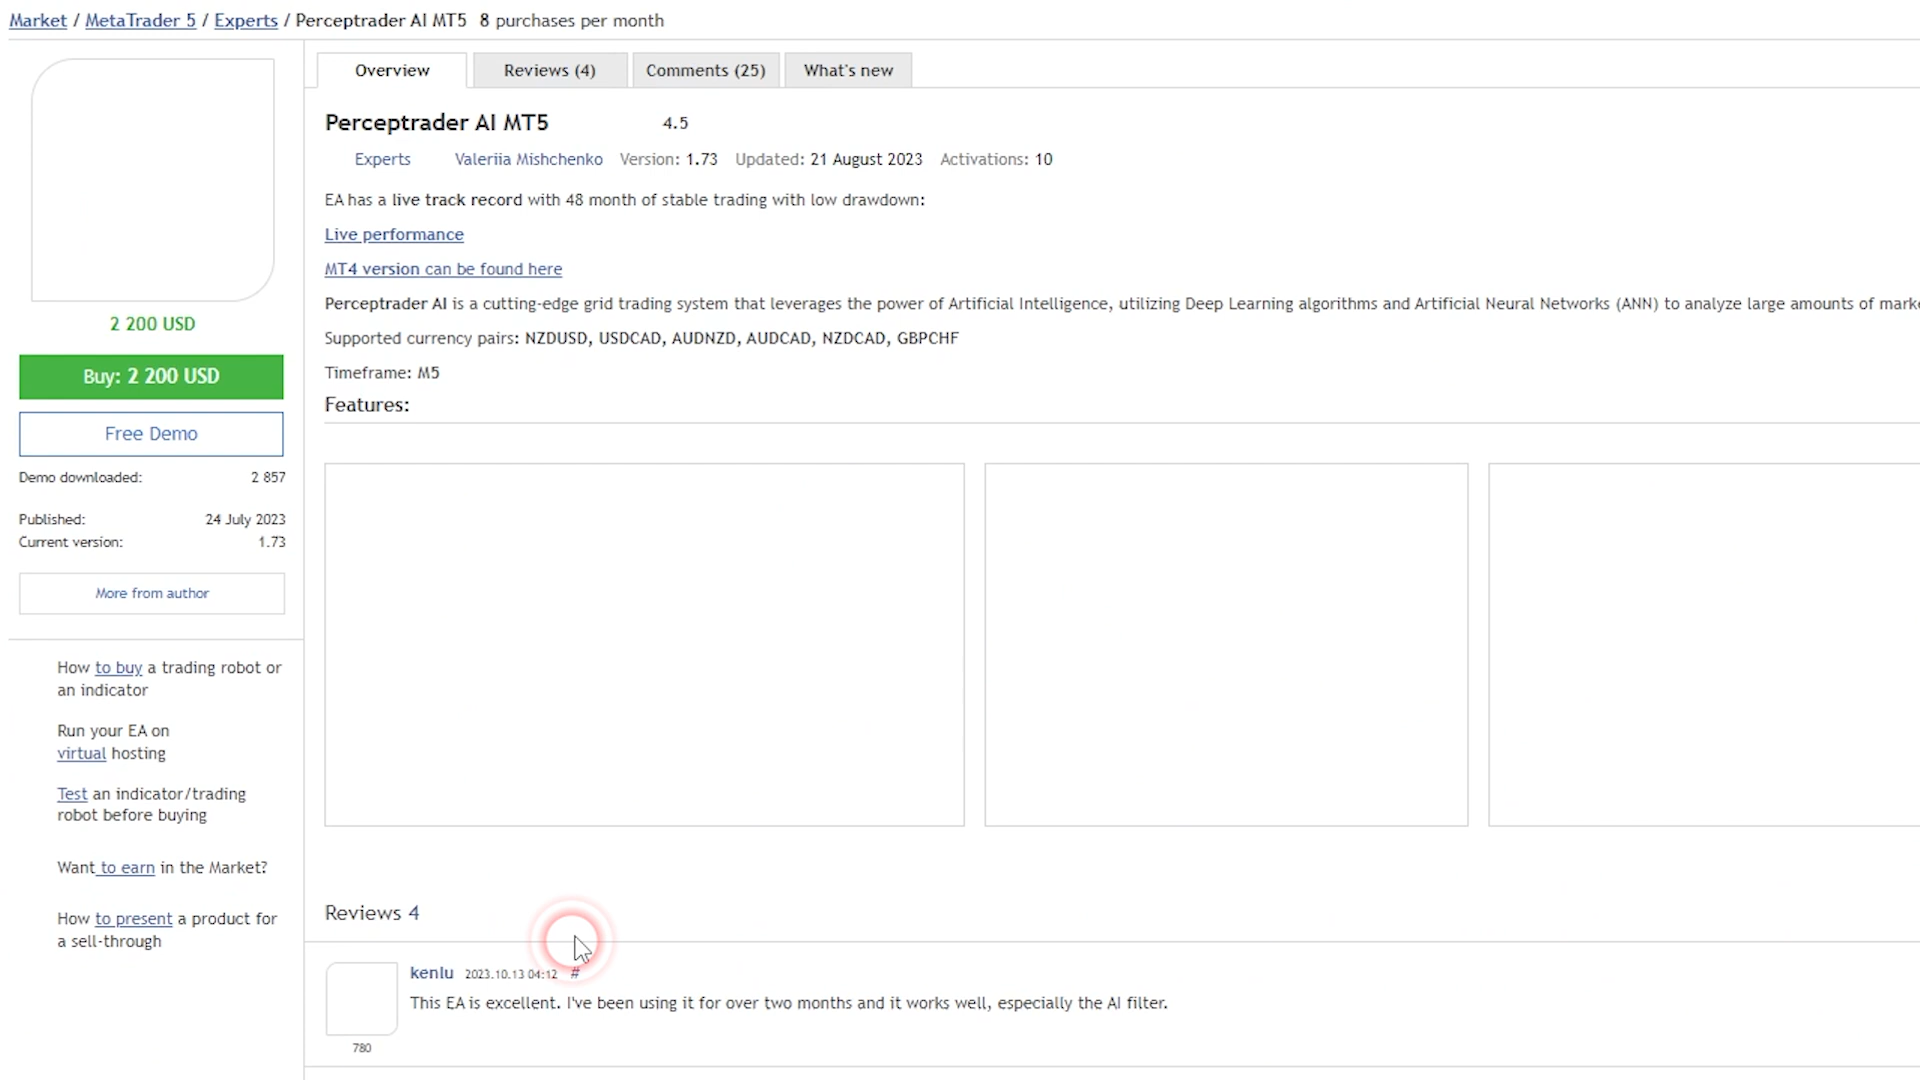 Market / MetaTrader 5 / Experts / Perceptrader AI MT5 8 purchases per month
Overview
Reviews (4)
Comments (25)
What's new
Perceptrader AI MT5 4.5
Experts Valeriia Mishchenko Version: 1.73 Updated: 21 August 2023 Activations: 10
EA has a live track record with 48 month of stable trading with low drawdown:
Live performance
MT4 version can be found here
Perceptrader AI is a cutting-edge grid trading system that leverages the power of Artificial Intelligence, utilizing Deep Learning algorithms and Artificial Neural Networks (ANN) to analyze large amounts of marke
Supported currency pairs: NZDUSD, USDCAD, AUDNZD, AUDCAD, NZDCAD, GBPCHF
Timeframe: M5
Features:
2 200 USD
Buy: 2 200 USD
Free Demo
Demo downloaded: 2 857
Published: 24 July 2023
Current version: 1.73
More from author
How to buy a trading robot or
an indicator
Run your EA on
virtual hosting
Test an indicator/trading
robot before buying
Want to earn in the Market?
How to present a product for
a sell-through
Reviews 4
kenlu 2023.10.13 04:12 #
This EA is excellent. I've been using it for over two months and it works well, especially the AI filter.
780